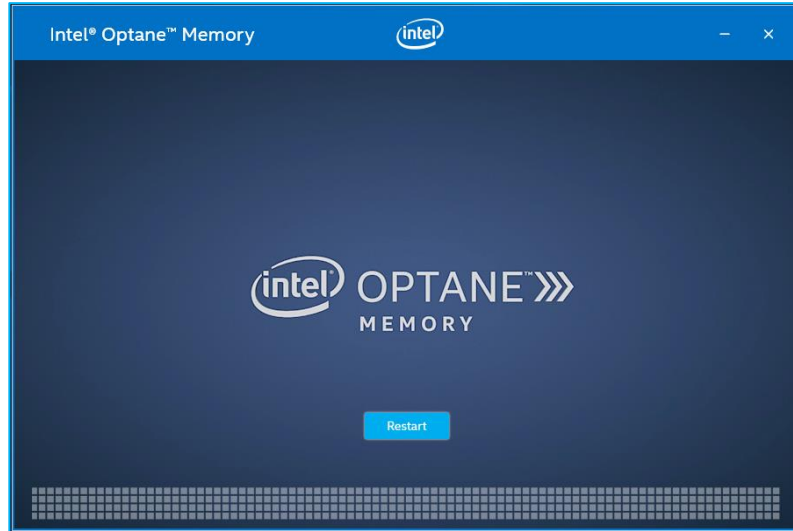 Intel® Optane™ Memory
intel
intel® OPTANE™
MEMORY
Restart